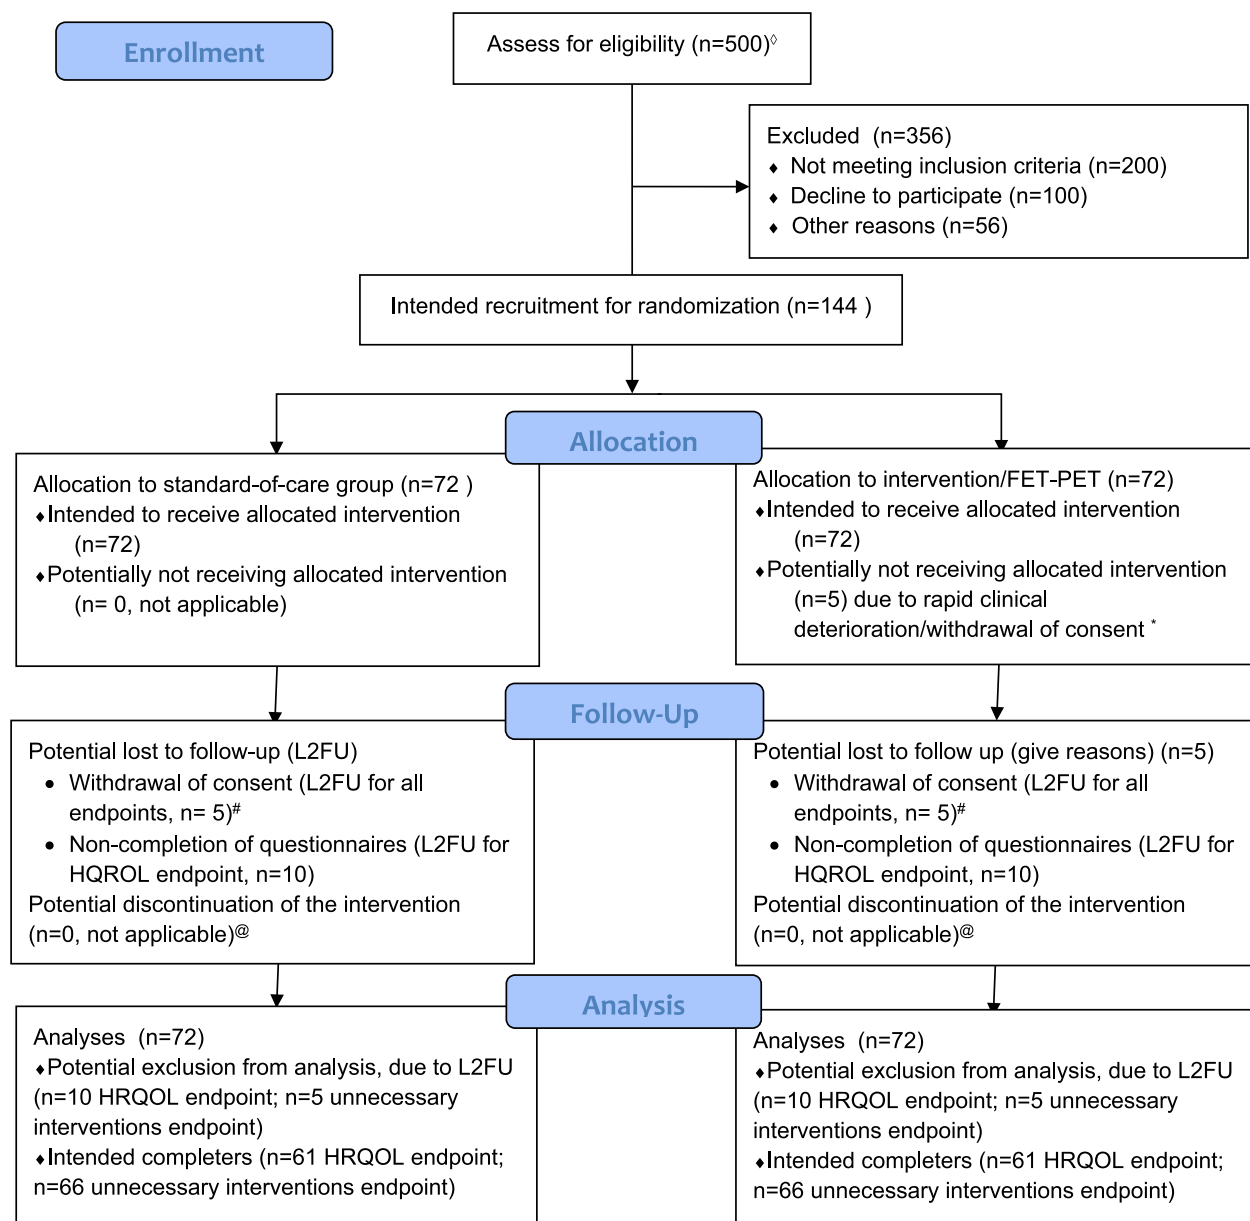 Enrollment
Assess for eligibility (n=500)◊
Excluded  (n=356)
♦ Not meeting inclusion criteria (n=200)
♦ Decline to participate (n=100)
♦ Other reasons (n=56)
Intended recruitment for randomization (n=144 )
Allocation
Allocation to standard-of-care group (n=72 )
♦Intended to receive allocated intervention
(n=72)
♦Potentially not receiving allocated intervention
(n= 0, not applicable)
Allocation to intervention/FET-PET (n=72)
♦Intended to receive allocated intervention
(n=72)
♦Potentially not receiving allocated intervention
(n=5) due to rapid clinical
deterioration/withdrawal of consent *
Follow-Up
Potential lost to follow-up (L2FU)
• Withdrawal of consent (L2FU for all
endpoints, n= 5)#
• Non-completion of questionnaires (L2FU for
HQROL endpoint, n=10)
Potential discontinuation of the intervention
(n=0, not applicable)@
Potential lost to follow up (give reasons) (n=5)
• Withdrawal of consent (L2FU for all
endpoints, n= 5)#
• Non-completion of questionnaires (L2FU for
HQROL endpoint, n=10)
Potential discontinuation of the intervention
(n=0, not applicable)@
Analysis
Analyses  (n=72)
♦Potential exclusion from analysis, due to L2FU
(n=10 HRQOL endpoint; n=5 unnecessary
interventions endpoint)
♦Intended completers (n=61 HRQOL endpoint;
n=66 unnecessary interventions endpoint)
Analyses  (n=72)
♦Potential exclusion from analysis, due to L2FU
(n=10 HRQOL endpoint; n=5 unnecessary
interventions endpoint)
♦Intended completers (n=61 HRQOL endpoint;
n=66 unnecessary interventions endpoint)